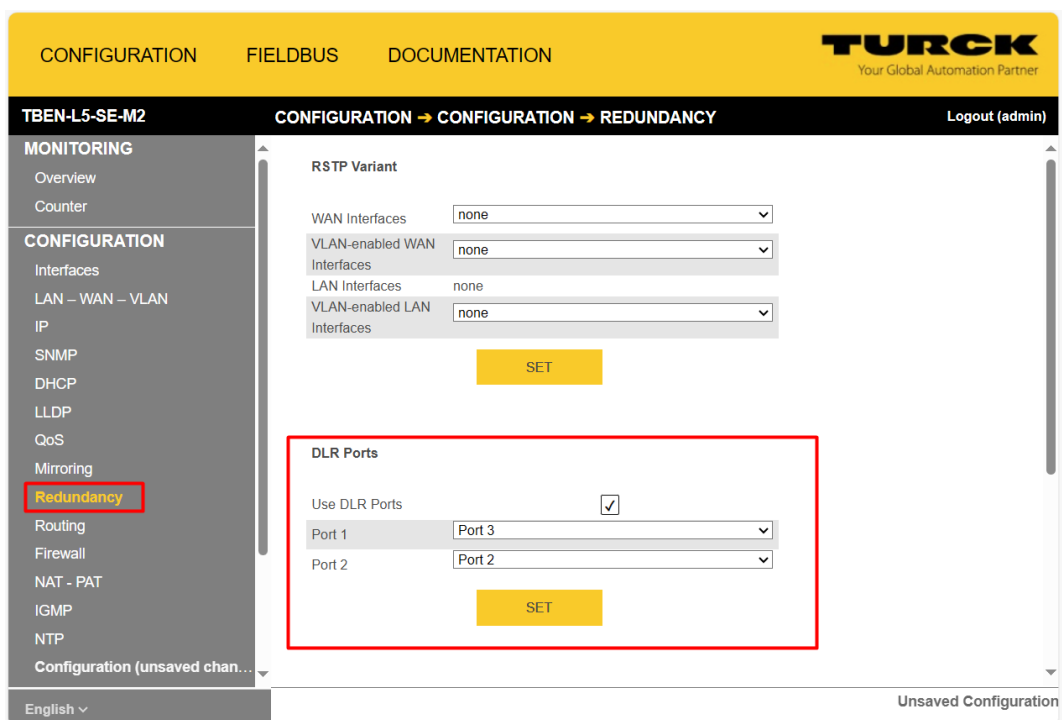 CONFIGURATION FIELDBUS DOCUMENTATION
TURCK
Your Global Automation Partner
TBEN-L5-SE-M2
CONFIGURATION ➔ CONFIGURATION ➔ REDUNDANCY
Logout (admin)
MONITORING
Overview
Counter
CONFIGURATION
Interfaces
LAN – WAN – VLAN
IP
SNMP
DHCP
LLDP
QoS
Mirroring
Redundancy
Routing
Firewall
NAT - PAT
IGMP
NTP
Configuration (unsaved chan...
English
RSTP Variant
WAN Interfaces none
VLAN-enabled WAN Interfaces none
LAN Interfaces none
VLAN-enabled LAN Interfaces none
SET
DLR Ports
Use DLR Ports
Port 1 Port 3
Port 2 Port 2
SET
Unsaved Configuration